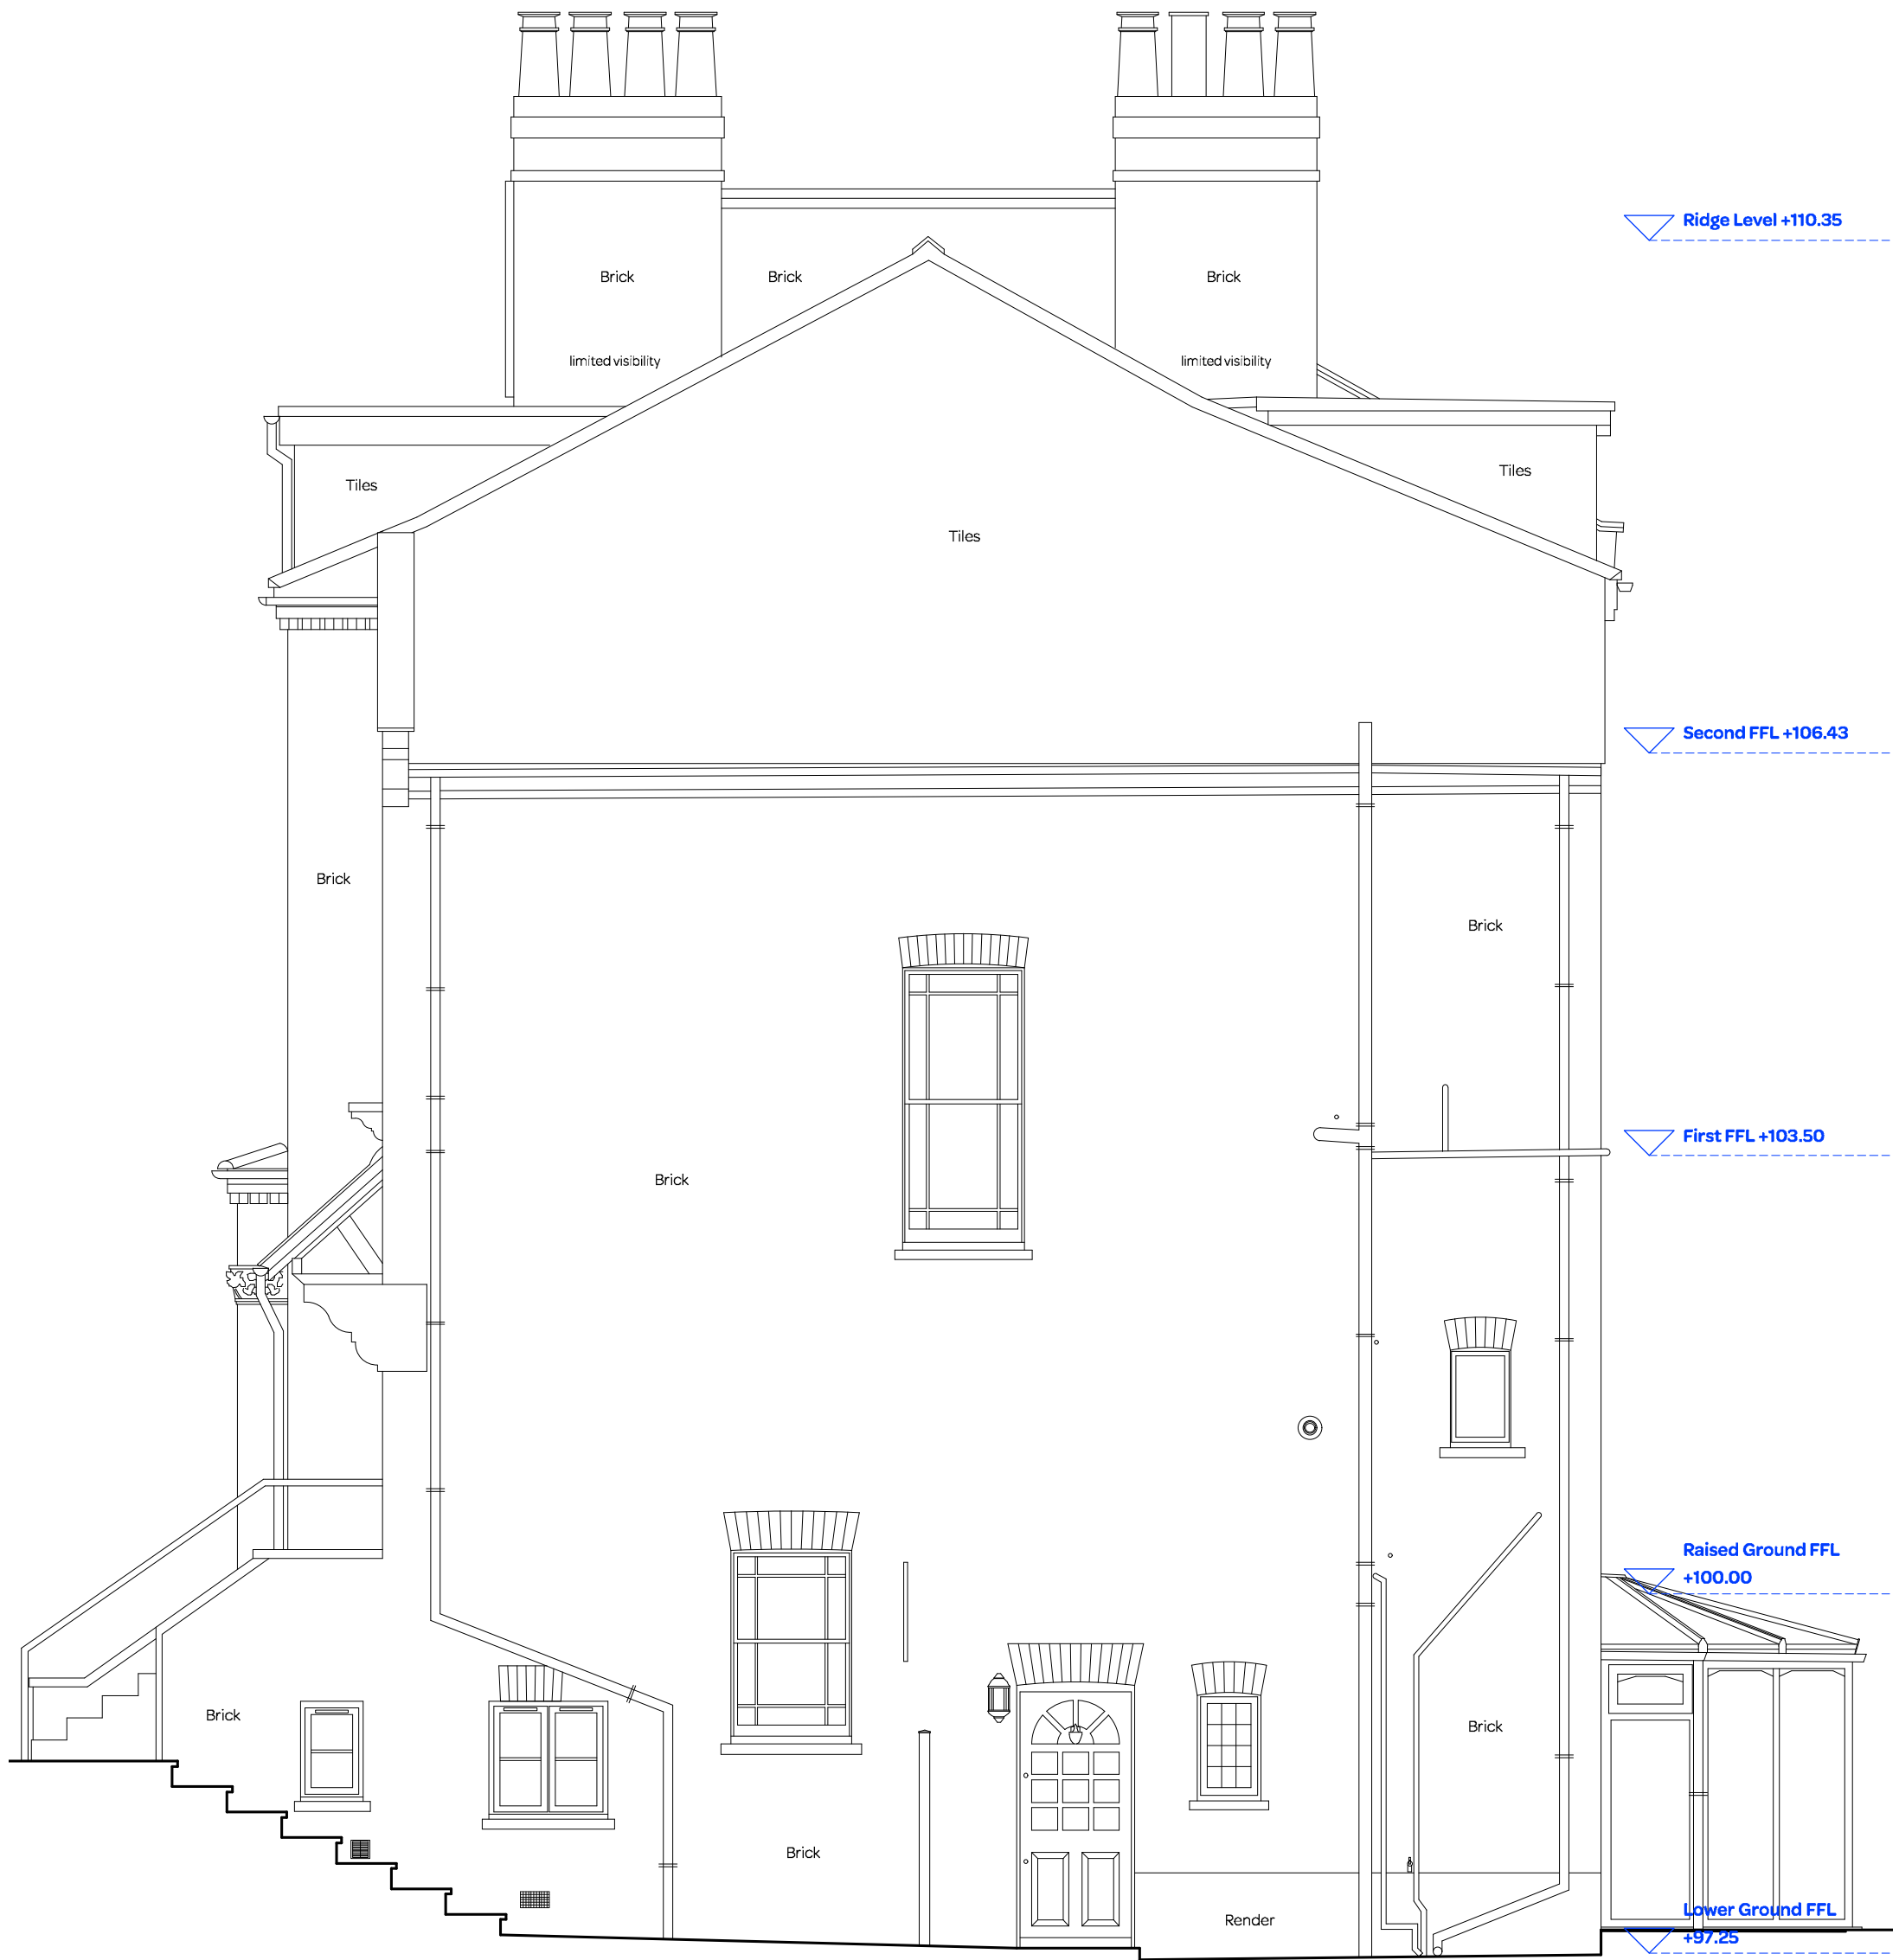 Ridge Level +110.35
Brick
Brick
Brick
limited visibility
limited visibility
Tiles
Tiles
Tiles
Second FFL +106.43
Brick
Brick
First FFL +103.50
Brick
Raised Ground FFL
+100.00
Brick
Brick
Brick
Render
Lower Ground FFL
+97.25